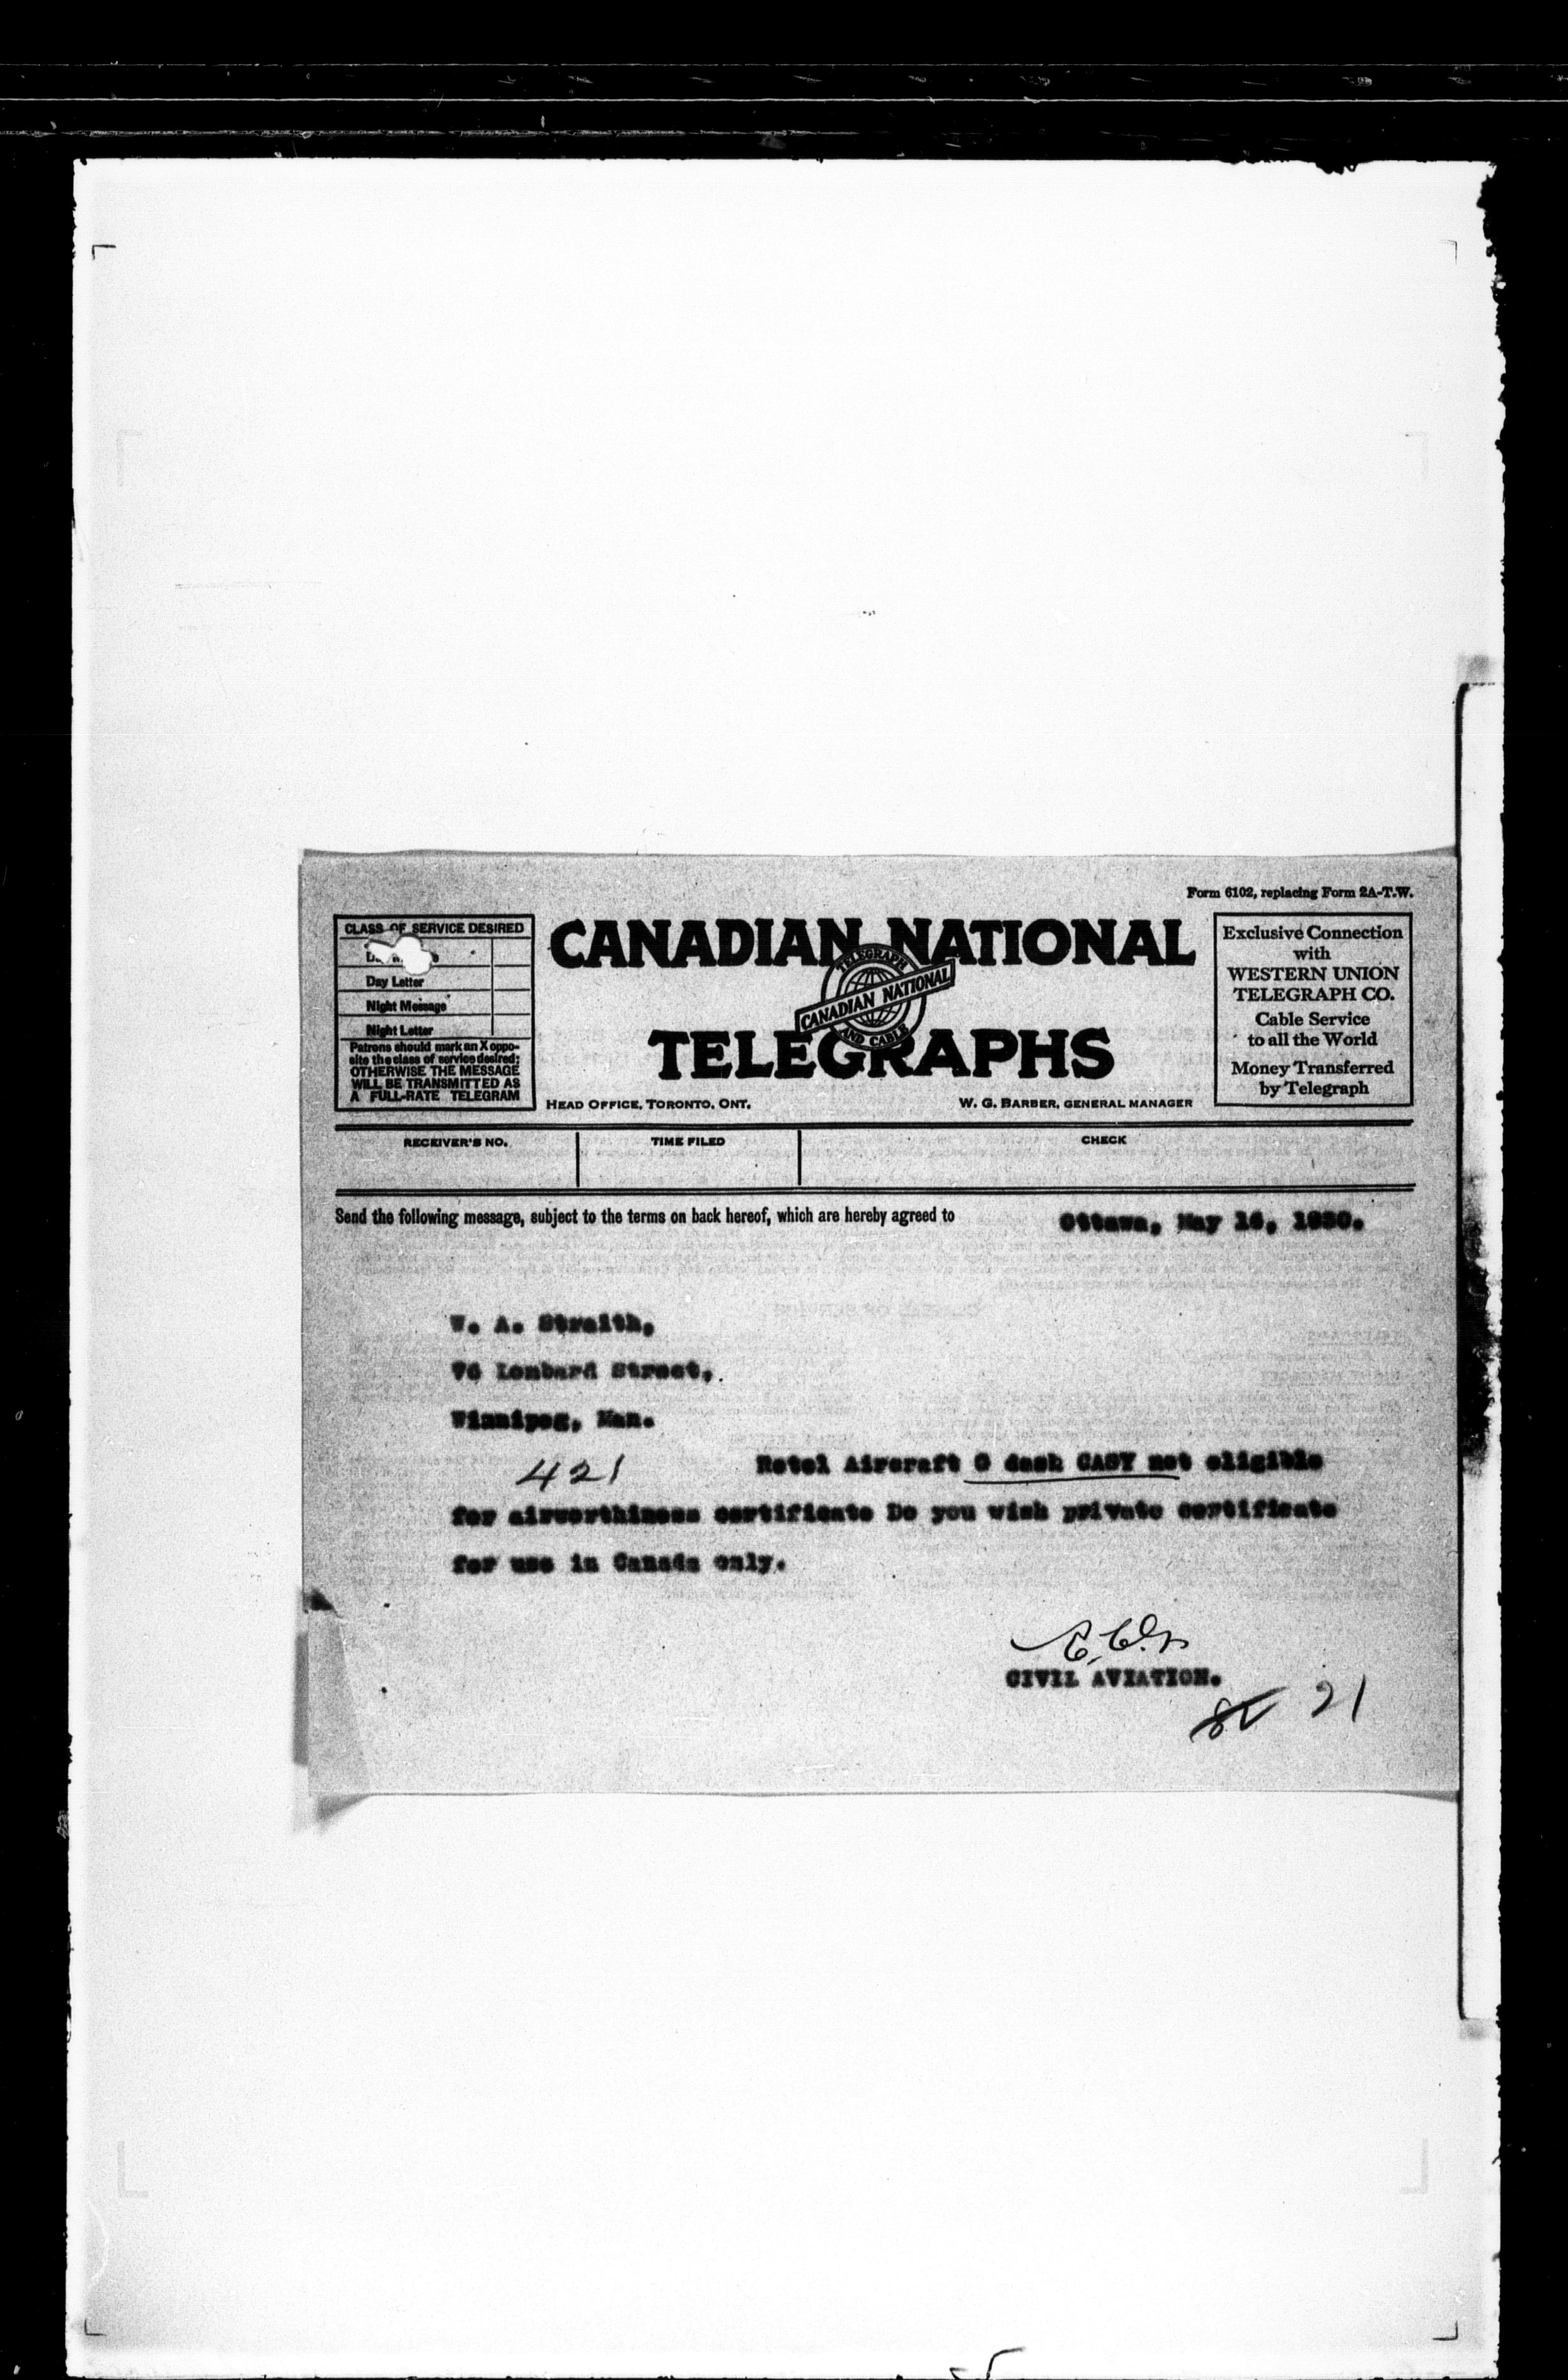 Form 6102, replacing Form 2A-T.W.
CLASS OF SERVICE DESIRED
Day Letter
Night Message
Night Letter
Patrons should mark an X oppo-
site the class of service desired;
OTHERWISE THE MESSAGE
WILL BE TRANSMITTED AS
A FULL-RATE TELEGRAM
CANADIAN NATIONAL
TELEGRAPH
CANADIAN NATIONAL
AND CABLE
TELEGRAPHS
HEAD OFFICE, TORONTO, ONT.
W. G. BARBER, GENERAL MANAGER
Exclusive Connection
with
WESTERN UNION
TELEGRAPH CO.
Cable Service
to all the World
Money Transferred
by Telegraph
RECEIVER'S NO.
TIME FILED
CHECK
Send the following message, subject to the terms on back hereof, which are hereby agreed to
Ottawa, May 16, 1930.
W. A. Straith,
Lombard Street,
Winnipeg, Man.
421
Retel Aircraft G dash not eligible
for airworthiness certificate Do you wish private certificate
for use in Canada only.
CIVIL AVIATION.
21